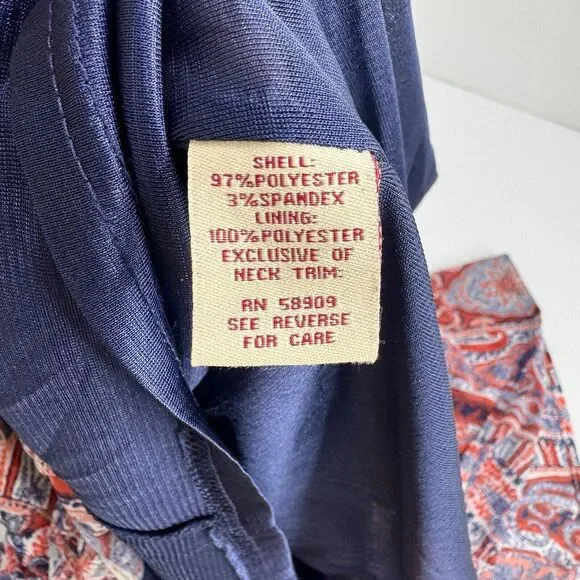 SHELL:
97%POLYESTER
3%SPANDEX
LINING:
100%POLYESTER
EXCLUSIVE OF
NECK TRIM:
RN 58909
SEE REVERSE
FOR CARE